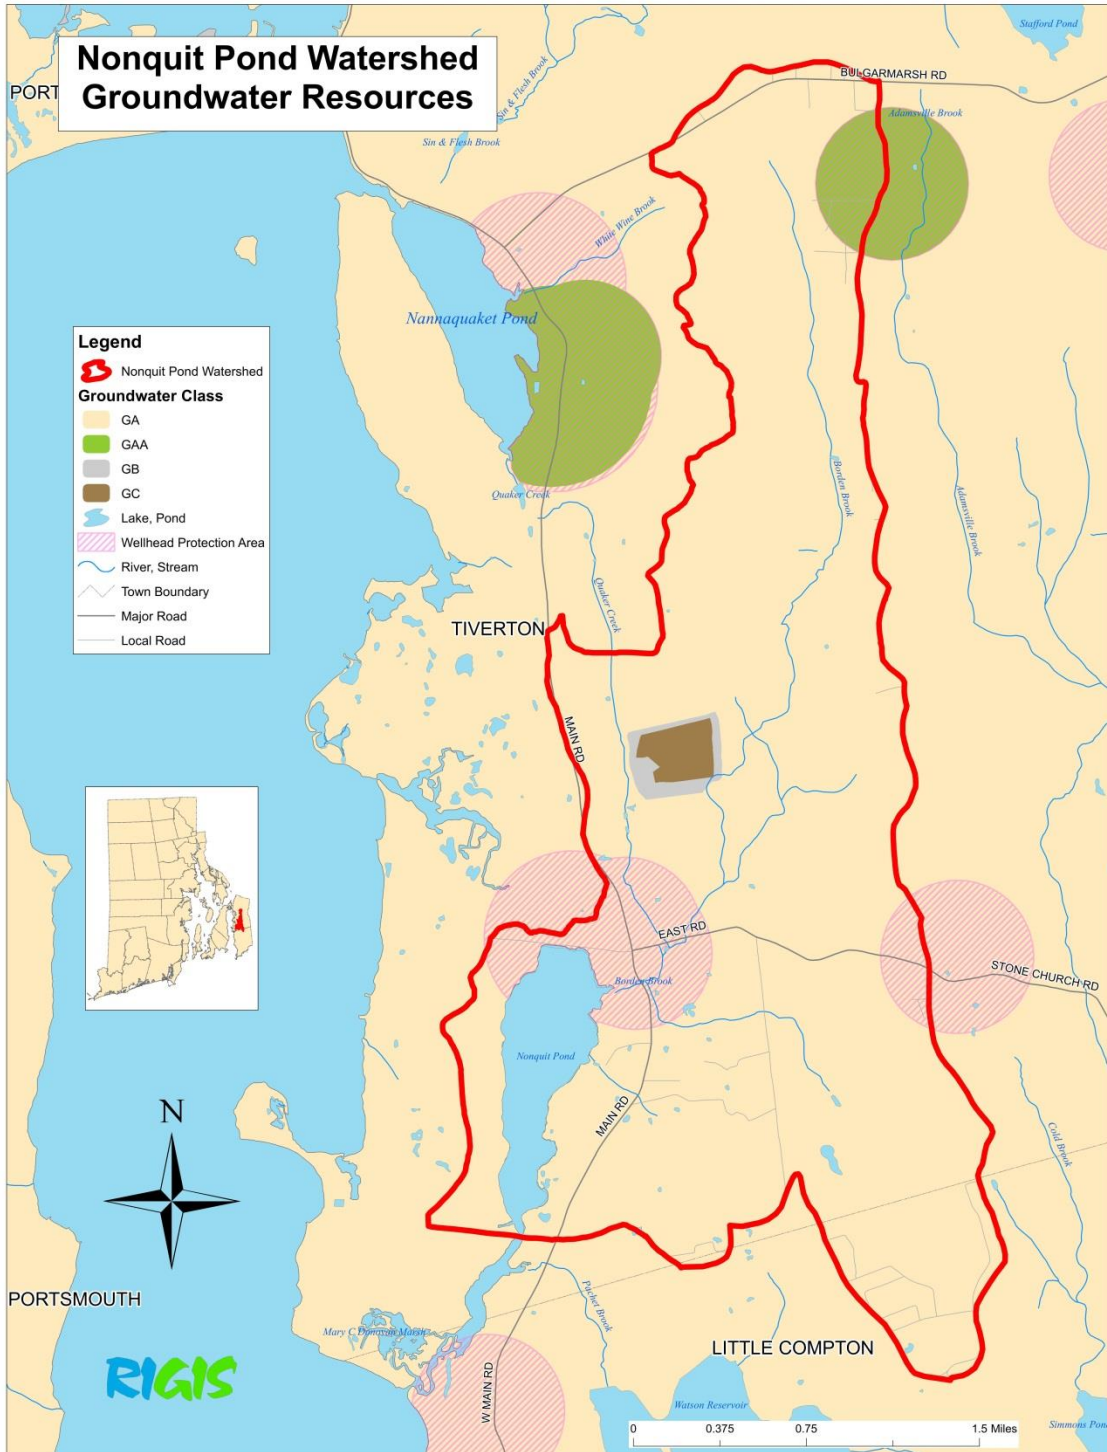 Nonquit Pond Watershed
Groundwater Resources
PORT
Stafford Pond
BULGARMARSH RD
Sin & Flesh Brook
Sin & Flesh Brook
Adamsville Brook
White Wine Brook
Nannaquaket Pond
Legend
Nonquit Pond Watershed
Groundwater Class
GA
GAA
GB
GC
Lake, Pond
Wellhead Protection Area
River, Stream
Town Boundary
Major Road
Local Road
Quaker Creek
Borden Brook
Adamsville Brook
Quaker Creek
TIVERTON
MAIN RD
EAST RD
STONE CHURCH RD
Borden Brook
Nonquit Pond
MAIN RD
Cold Brook
N
PORTSMOUTH
Pachet Brook
Mary C Donovan Marsh
LITTLE COMPTON
RIGIS
W MAIN RD
Watson Reservoir
Simmons Pond
0 0.375 0.75 1.5 Miles